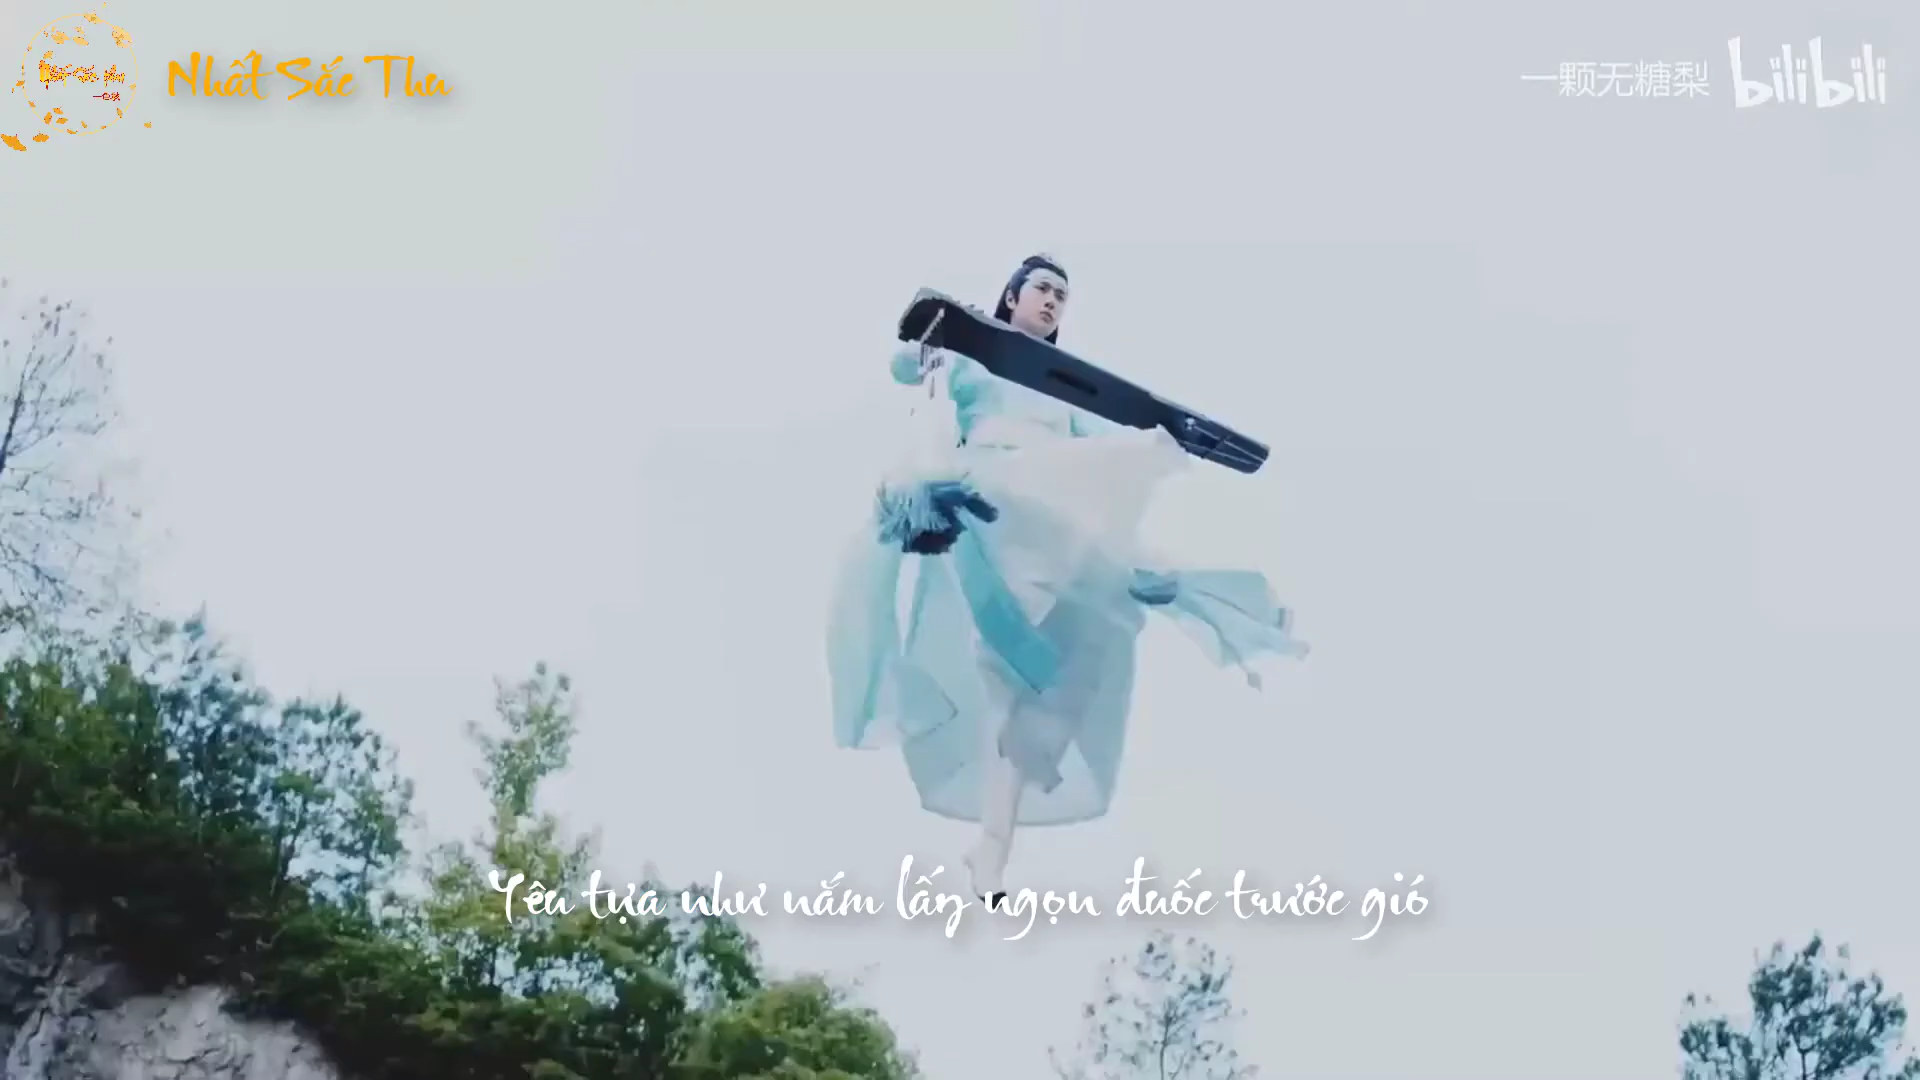 Nhất Sắc Thu
一颗无糖梨 bilibili
Yêu tựa như nắm lấy ngọn đuốc trước gió